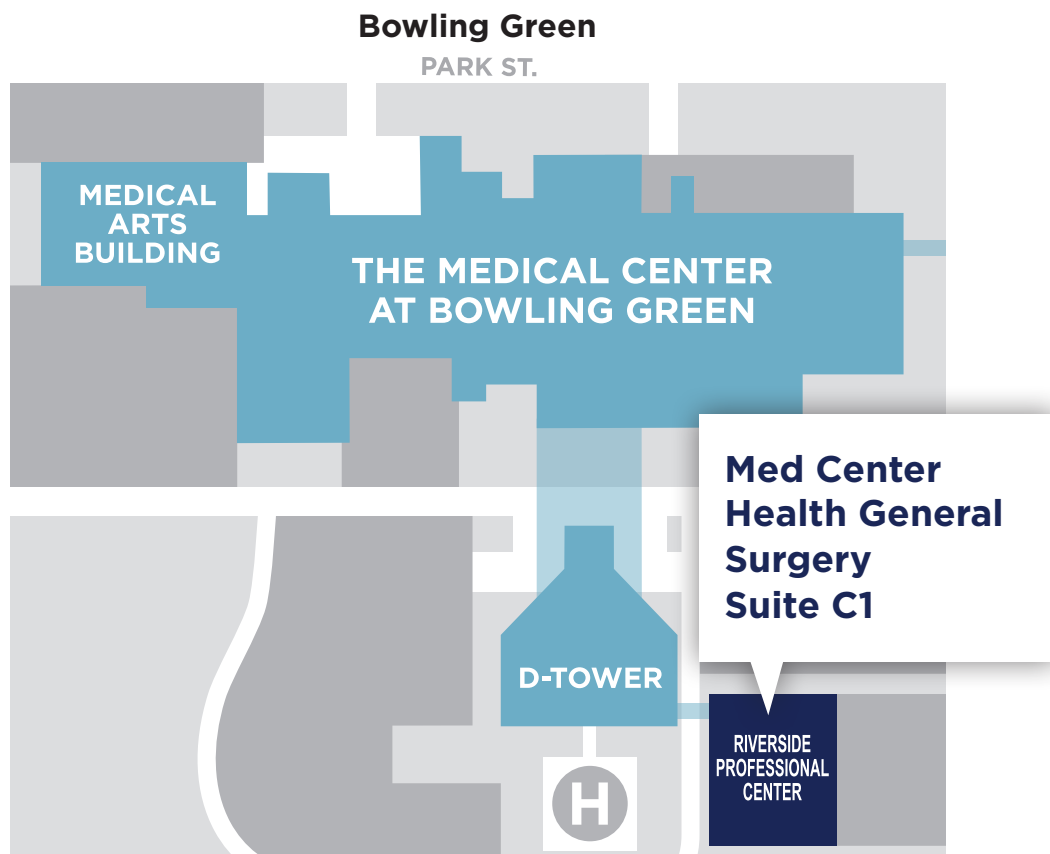 Bowling Green
PARK ST.
MEDICAL
ARTS
BUILDING
THE MEDICAL CENTER
AT BOWLING GREEN
Med Center
Health General
Surgery
Suite C1
D-TOWER
RIVERSIDE
PROFESSIONAL
CENTER
H